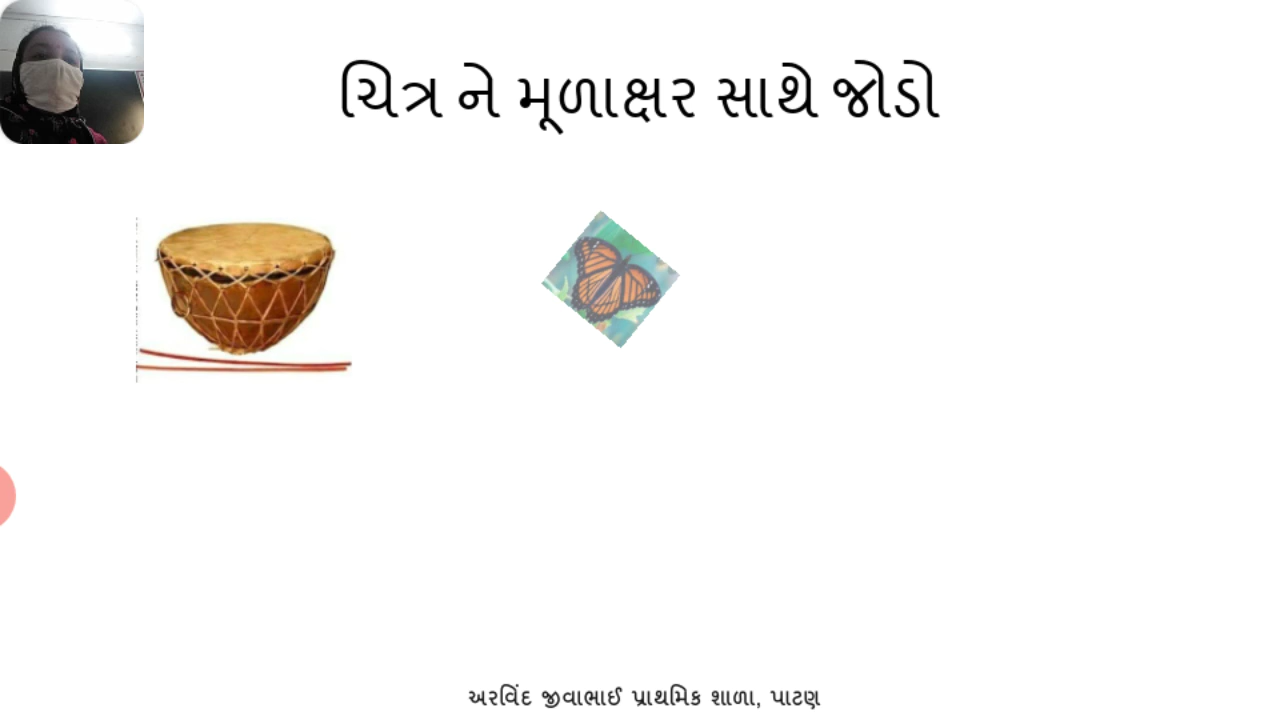 ચિત્ર ને મૂળાક્ષર સાથે જોડો
અરવિંદ જીવાભાઈ પ્રાથમિક શાળા, પાટણ